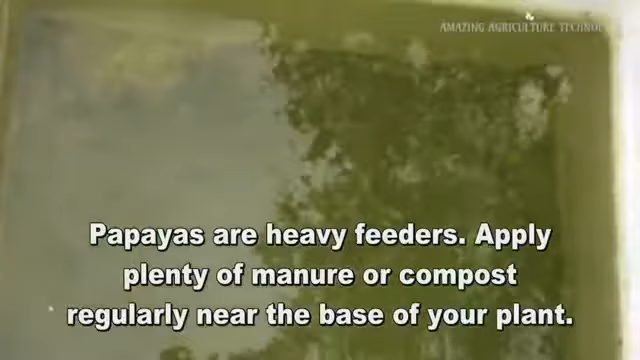 AMAZING AGRICULTURE TECHNOL
Papayas are heavy feeders. Apply
plenty of manure or compost
regularly near the base of your plant.